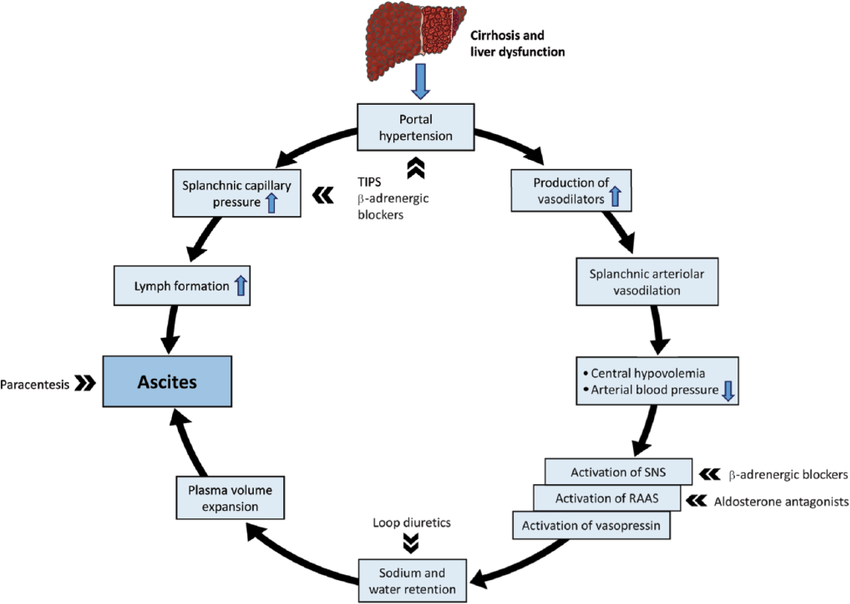 Cirrhosis and
liver dysfunction
Portal
hypertension
Splanchnic capillary
pressure
TIPS
β-adrenergic
blockers
Production of
vasodilators
Lymph formation
Splanchnic arteriolar
vasodilation
Paracentesis
Ascites
• Central hypovolemia
• Arterial blood pressure
Activation of SNS
β-adrenergic blockers
Activation of RAAS
Aldosterone antagonists
Activation of vasopressin
Plasma volume
expansion
Loop diuretics
Sodium and
water retention